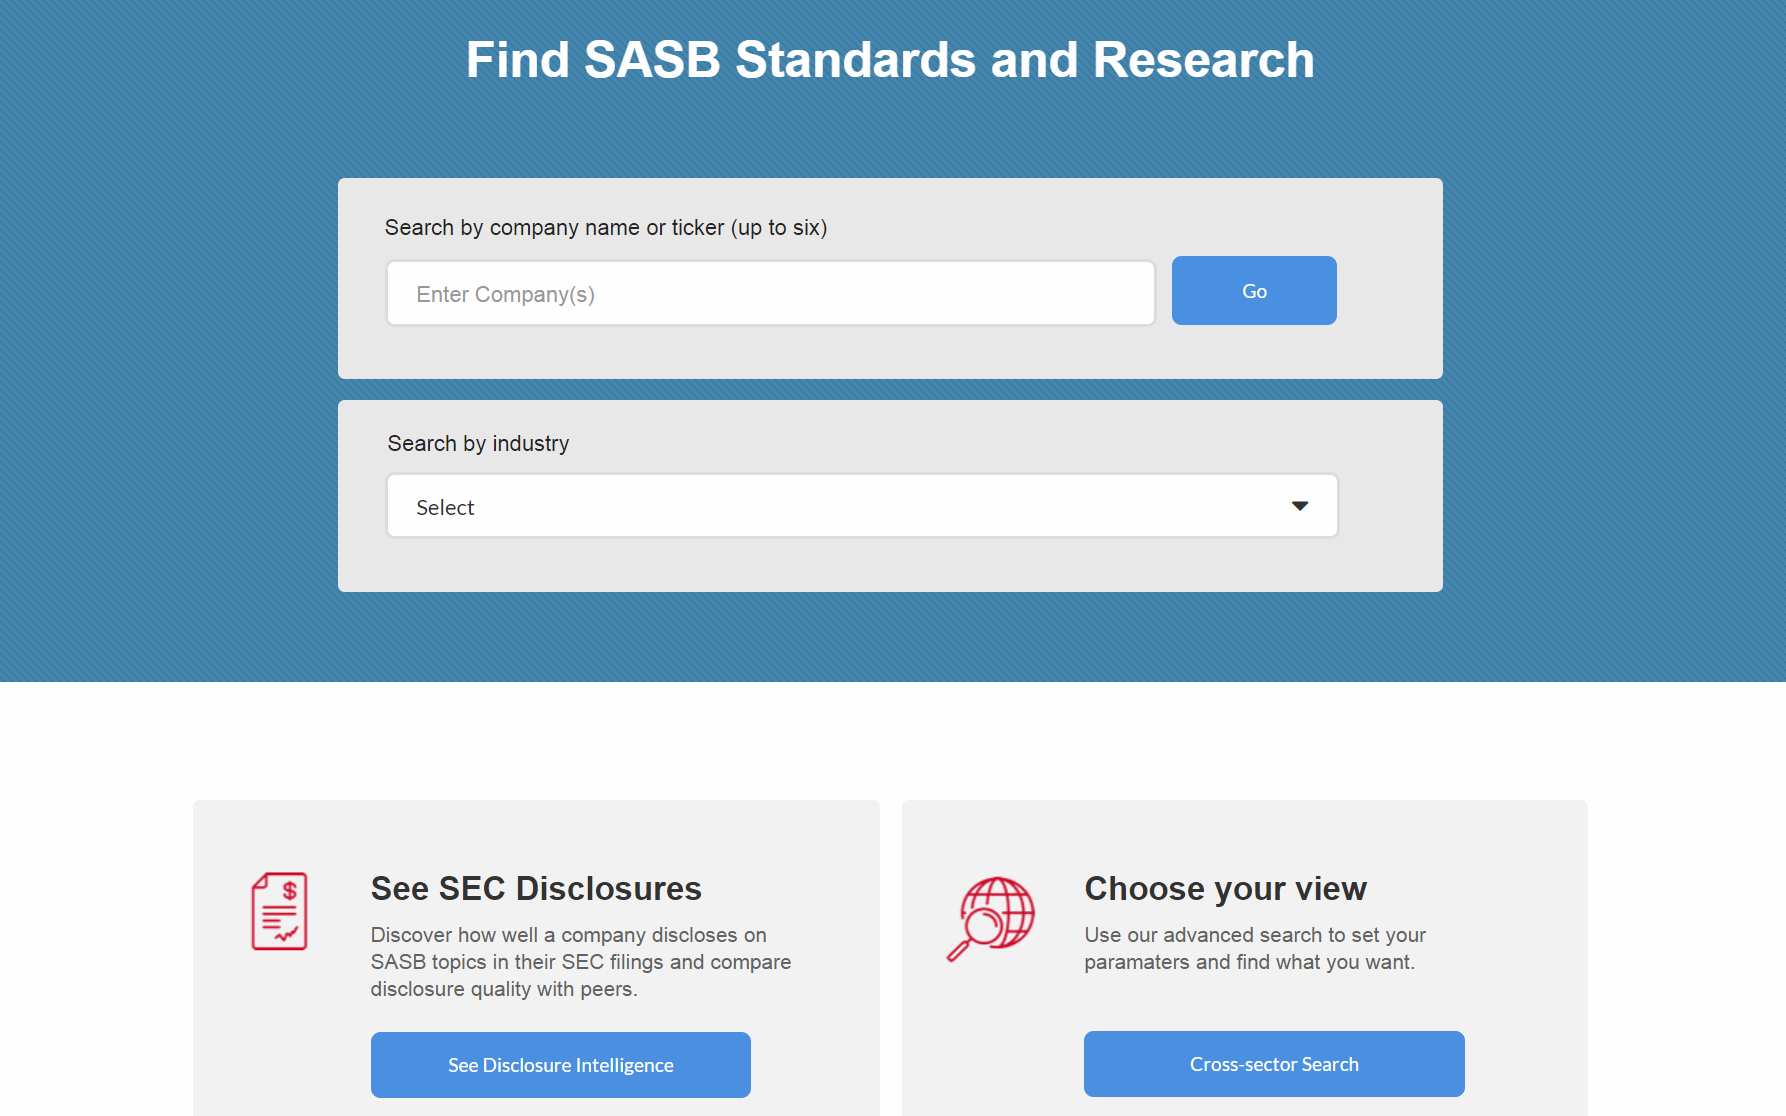 Find SASB Standards and Research
Search by company name or ticker (up to six)
Enter Company(s)
Go
Search by industry
Select
See SEC Disclosures
Discover how well a company discloses on
SASB topics in their SEC filings and compare
disclosure quality with peers.
See Disclosure Intelligence
Choose your view
Use our advanced search to set your
paramaters and find what you want.
Cross-sector Search